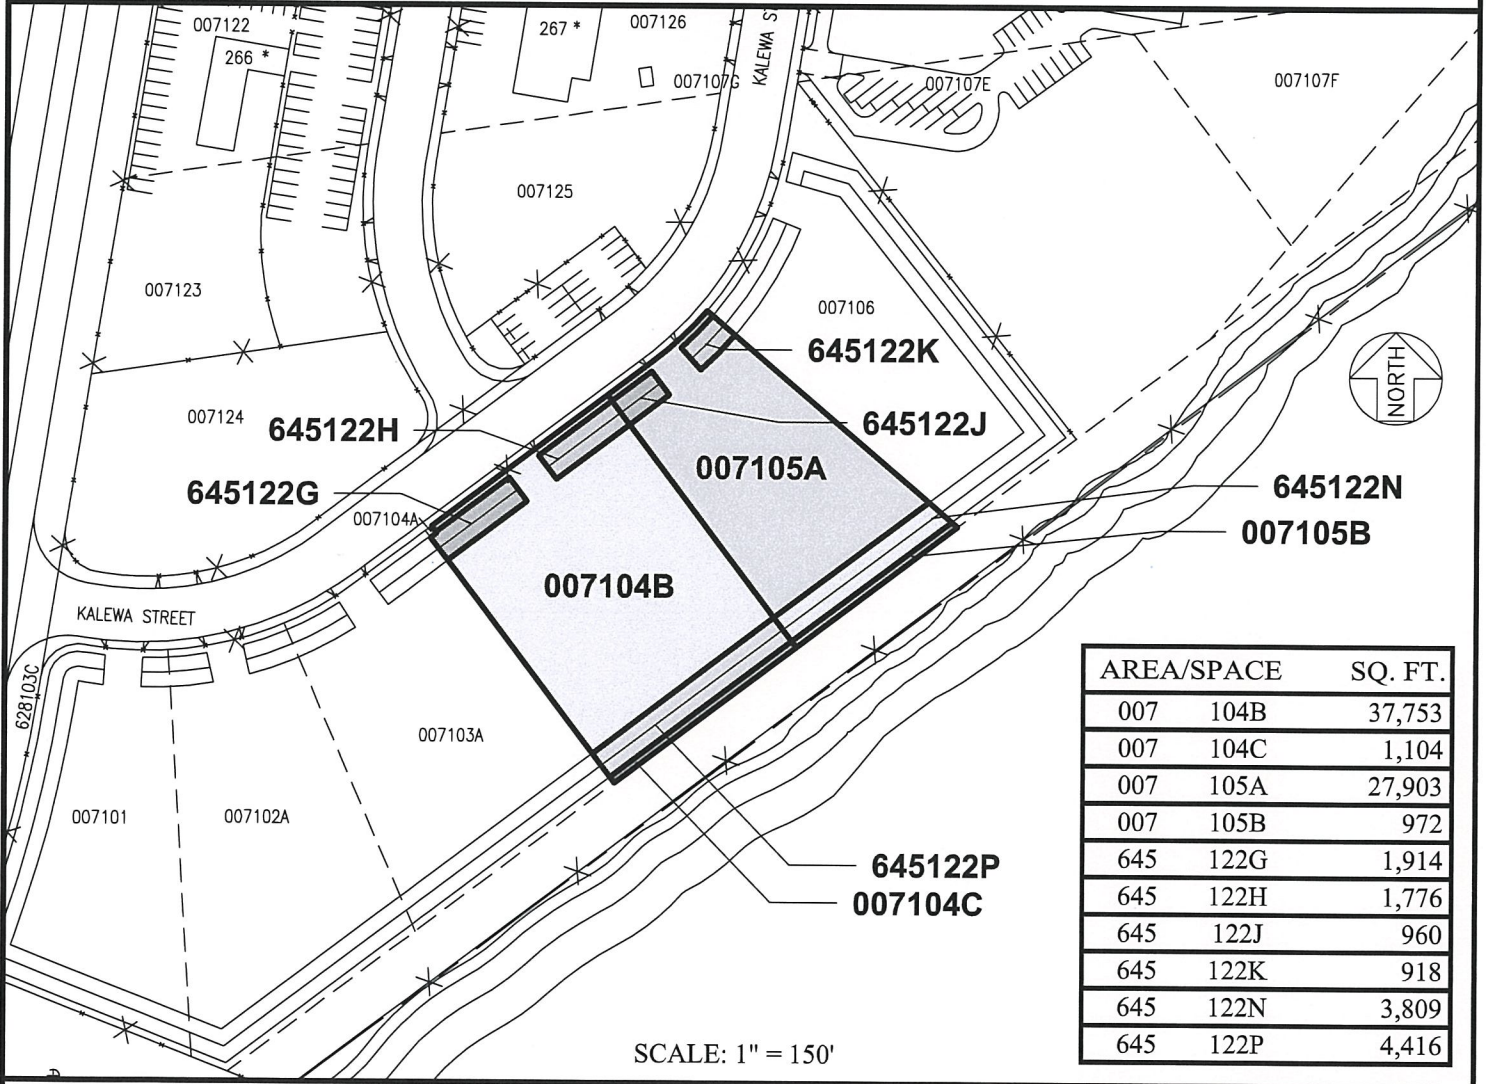 007122
266 *
267 *
007126
KALEWA ST
007107G
007107E
007107F
007125
007123
007106
645122K
NORTH
007124
645122H
645122J
007105A
645122G
645122N
007104A
007105B
007104B
KALEWA STREET
628103C
007103A
007101
007102A
645122P
007104C
AREA/SPACE SQ. FT.
007 104B 37,753
007 104C 1,104
007 105A 27,903
007 105B 972
645 122G 1,914
645 122H 1,776
645 122J 960
645 122K 918
645 122N 3,809
645 122P 4,416
SCALE: 1" = 150'